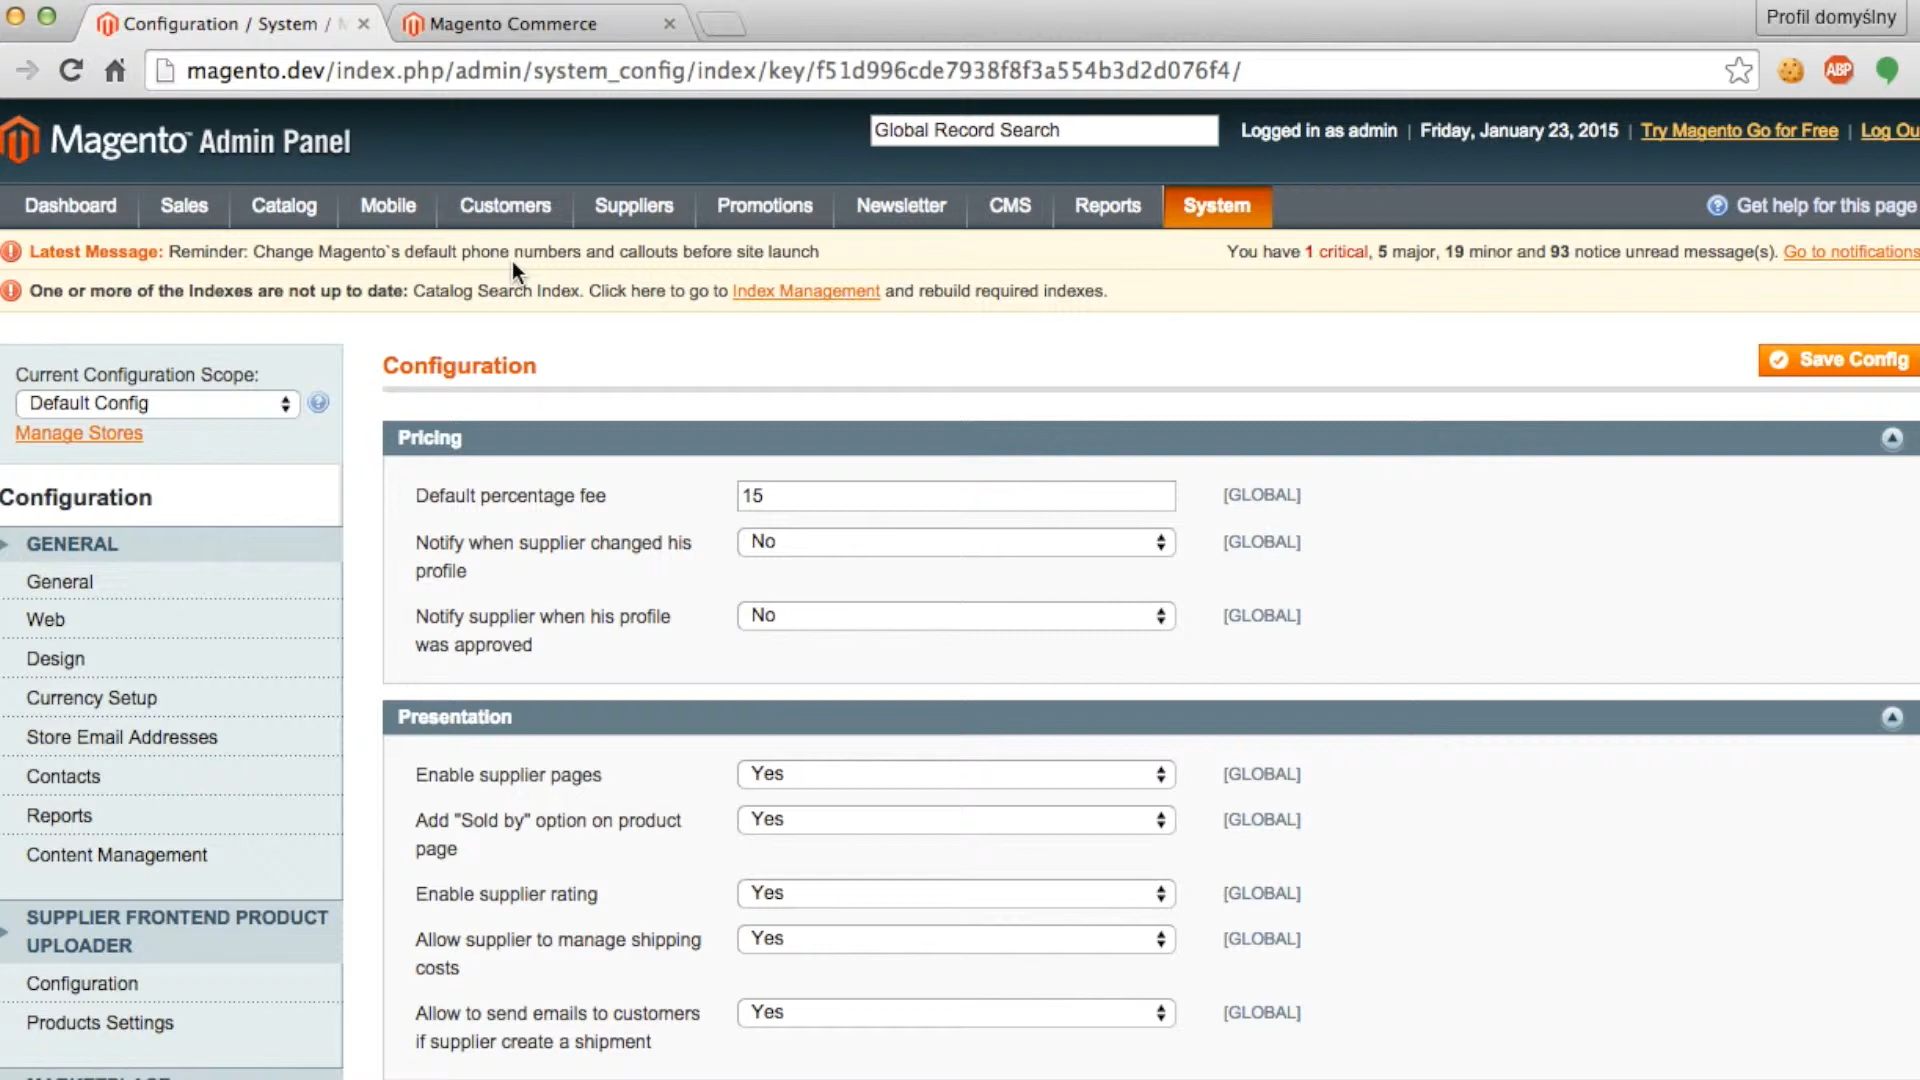 Configuration / System /
Magento Commerce
Profil domyślny
magento.dev/index.php/admin/system_config/index/key/f51d996cde7938f8f3a554b3d2d076f4/
ABP
Magento Admin Panel
Global Record Search
Logged in as admin | Friday, January 23, 2015 | Try Magento Go for Free | Log Ou
Dashboard Sales Catalog Mobile Customers Suppliers Promotions Newsletter CMS Reports System
Get help for this page
Latest Message: Reminder: Change Magento`s default phone numbers and callouts before site launch
You have 1 critical, 5 major, 19 minor and 93 notice unread message(s). Go to notifications
One or more of the Indexes are not up to date: Catalog Search Index. Click here to go to Index Management and rebuild required indexes.
Current Configuration Scope:
Default Config
Manage Stores
Configuration
GENERAL
General
Web
Design
Currency Setup
Store Email Addresses
Contacts
Reports
Content Management
SUPPLIER FRONTEND PRODUCT
UPLOADER
Configuration
Products Settings
Configuration
Save Config
Pricing
Default percentage fee 15 [GLOBAL]
Notify when supplier changed his No [GLOBAL]
profile
Notify supplier when his profile No [GLOBAL]
was approved
Presentation
Enable supplier pages Yes [GLOBAL]
Add "Sold by" option on product Yes [GLOBAL]
page
Enable supplier rating Yes [GLOBAL]
Allow supplier to manage shipping Yes [GLOBAL]
costs
Allow to send emails to customers Yes [GLOBAL]
if supplier create a shipment